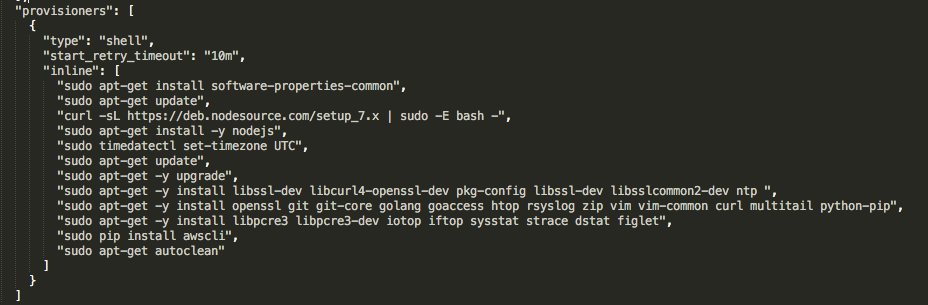 "provisioners": [
{
"type": "shell",
"start_retry_timeout": "10m",
"inline": [
"sudo apt-get install software-properties-common",
"sudo apt-get update",
"curl -sL https://deb.nodesource.com/setup_7.x | sudo -E bash -",
"sudo apt-get install -y nodejs",
"sudo timedatectl set-timezone UTC",
"sudo apt-get update",
"sudo apt-get -y upgrade",
"sudo apt-get -y install libssl-dev libcurl4-openssl-dev pkg-config libssl-dev libsslcommon2-dev ntp ",
"sudo apt-get -y install openssl git git-core golang goaccess htop rsyslog zip vim vim-common curl multitail python-pip",
"sudo apt-get -y install libpcre3 libpcre3-dev iotop iftop sysstat strace dstat figlet",
"sudo pip install awscli",
"sudo apt-get autoclean"
]
}
]